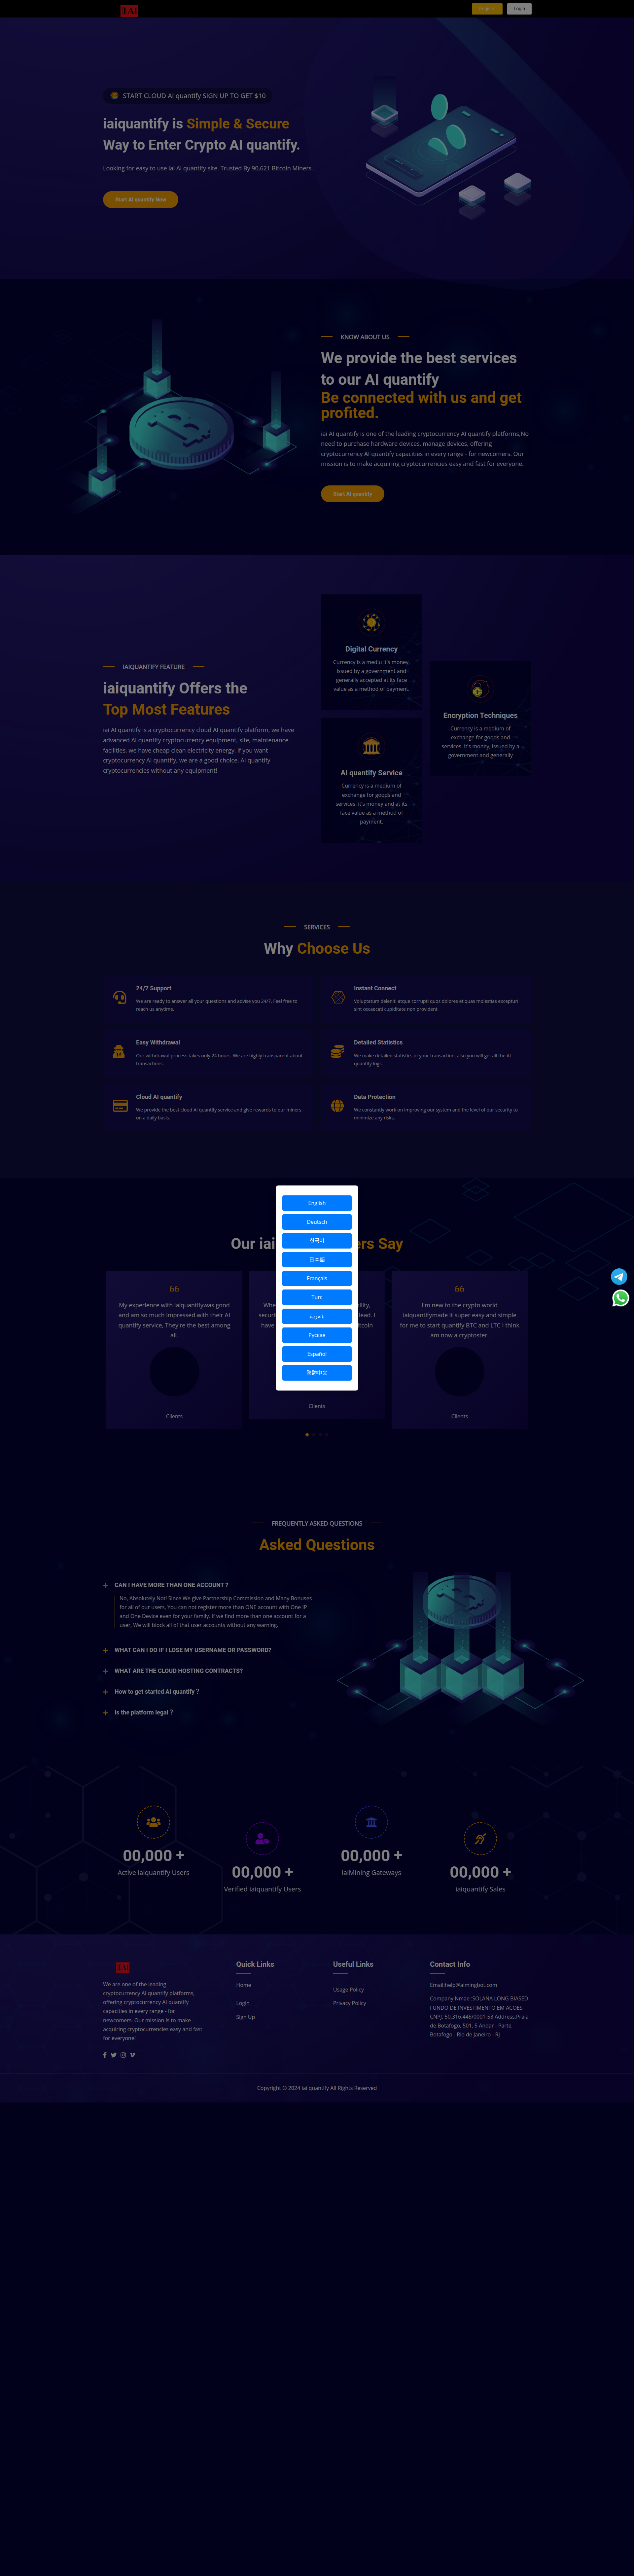 IAI
Register
Login
START CLOUD AI quantify SIGN UP TO GET $10
iaiquantify is Simple & Secure
Way to Enter Crypto AI quantify.
Looking for easy to use iai AI quantify site. Trusted By 90,621 Bitcoin Miners.
Start AI quantify Now
KNOW ABOUT US
We provide the best services
to our AI quantify
Be connected with us and get
profited.
iai AI quantify is one of the leading cryptocurrency AI quantify platforms,No
need to purchase hardware devices, manage devices, offering
cryptocurrency AI quantify capacities in every range - for newcomers. Our
mission is to make acquiring cryptocurrencies easy and fast for everyone.
Start AI quantify
IAIQUANTIFY FEATURE
iaiquantify Offers the
Top Most Features
iai AI quantify is a cryptocurrency cloud AI quantify platform, we have
advanced AI quantify cryptocurrency equipment, site, maintenance
facilities, we have cheap clean electricity energy, if you want
cryptocurrency AI quantify, we are a good choice, AI quantify
cryptocurrencies without any equipment!
Digital Currency
Currency is a mediu it's money,
issued by a government and
generally accepted at its face
value as a method of payment.
AI quantify Service
Currency is a medium of
exchange for goods and
services. it's money and at its
face value as a method of
payment.
Encryption Techniques
Currency is a medium of
exchange for goods and
services. it's money, issued by a
government and generally
SERVICES
Why Choose Us
24/7 Support
We are ready to answer all your questions and advise you 24/7. Feel free to
reach us anytime.
Instant Connect
Voluptatum deleniti atque corrupti quos dolores et quas molestias excepturi
sint occaecati cupiditate non provident
Easy Withdrawal
Our withdrawal process takes only 24 hours. We are highly transparent about
transactions.
Detailed Statistics
We make detailed statistics of your transaction, also you will get all the AI
quantify logs.
Cloud AI quantify
We provide the best cloud AI quantify service and give rewards to our miners
on a daily basis.
Data Protection
We constantly work on improving our system and the level of our security to
minimize any risks.
English
Deutsch
한국어
日本語
Français
Turc
بالعربية
Русская
Español
繁體中文
Our iai
ers Say
My experience with iaiquantifywas good
and am so much impressed with their AI
quantify service, They're the best among
all.
Clients
Clients
I'm new to the crypto world
iaiquantifymade it super easy and simple
for me to start quantify BTC and LTC I think
am now a cryptoster.
Clients
FREQUENTLY ASKED QUESTIONS
Asked Questions
CAN I HAVE MORE THAN ONE ACCOUNT ?
No, Absolutely Not! Since We give Partnership Commission and Many Bonuses
for all of our users, You can not register more than ONE account with One IP
and One Device even for your family. If we find more than one account for a
user, We will block all of that user accounts without any warning.
WHAT CAN I DO IF I LOSE MY USERNAME OR PASSWORD?
WHAT ARE THE CLOUD HOSTING CONTRACTS?
How to get started AI quantify？
Is the platform legal？
00,000 +
Active iaiquantify Users
00,000 +
Verified iaiquantify Users
00,000 +
iaiMining Gateways
00,000 +
iaiquantify Sales
IAI
We are one of the leading
cryptocurrency AI quantify platforms,
offering cryptocurrency AI quantify
capacities in every range - for
newcomers. Our mission is to make
acquiring cryptocurrencies easy and fast
for everyone!
Quick Links
Home
Login
Sign Up
Useful Links
Usage Policy
Privacy Policy
Contact Info
Email:help@aimingbot.com
Company Nmae :SOLANA LONG BIASED
FUNDO DE INVESTIMENTO EM ACOES
CNPJ: 50.316.445/0001-53 Address:Praia
de Botafogo, 501, 5 Andar - Parte,
Botafogo - Rio de Janeiro - RJ
Copyright © 2024 iai quantify All Rights Reserved